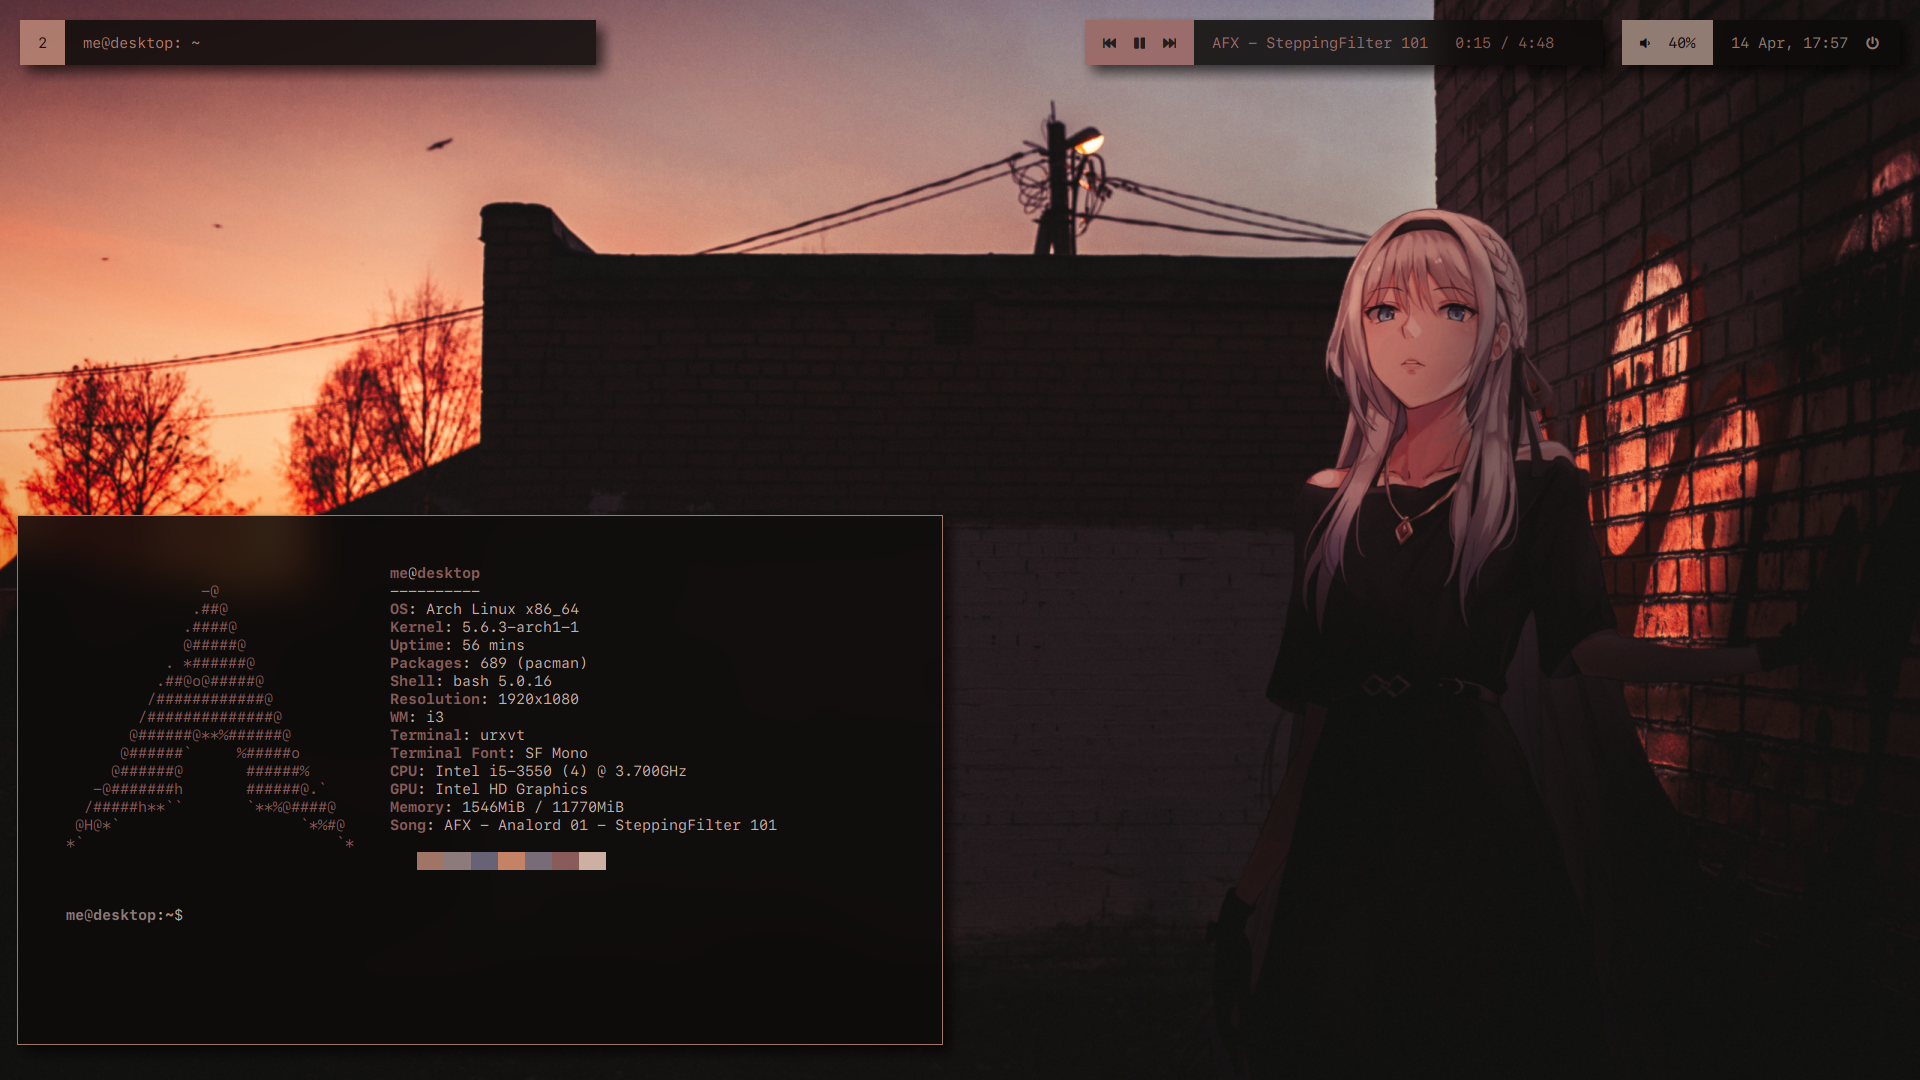 2 me@desktop: ~
AFX – SteppingFilter 101 0:15 / 4:48
40% 14 Apr, 17:57
me@desktop
––––––––––
OS: Arch Linux x86_64
Kernel: 5.6.3–arch1–1
Uptime: 56 mins
Packages: 689 (pacman)
Shell: bash 5.0.16
Resolution: 1920x1080
WM: i3
Terminal: urxvt
Terminal Font: SF Mono
CPU: Intel i5–3550 (4) @ 3.700GHz
GPU: Intel HD Graphics
Memory: 1546MiB / 11770MiB
Song: AFX – Analord 01 – SteppingFilter 101
me@desktop:~$